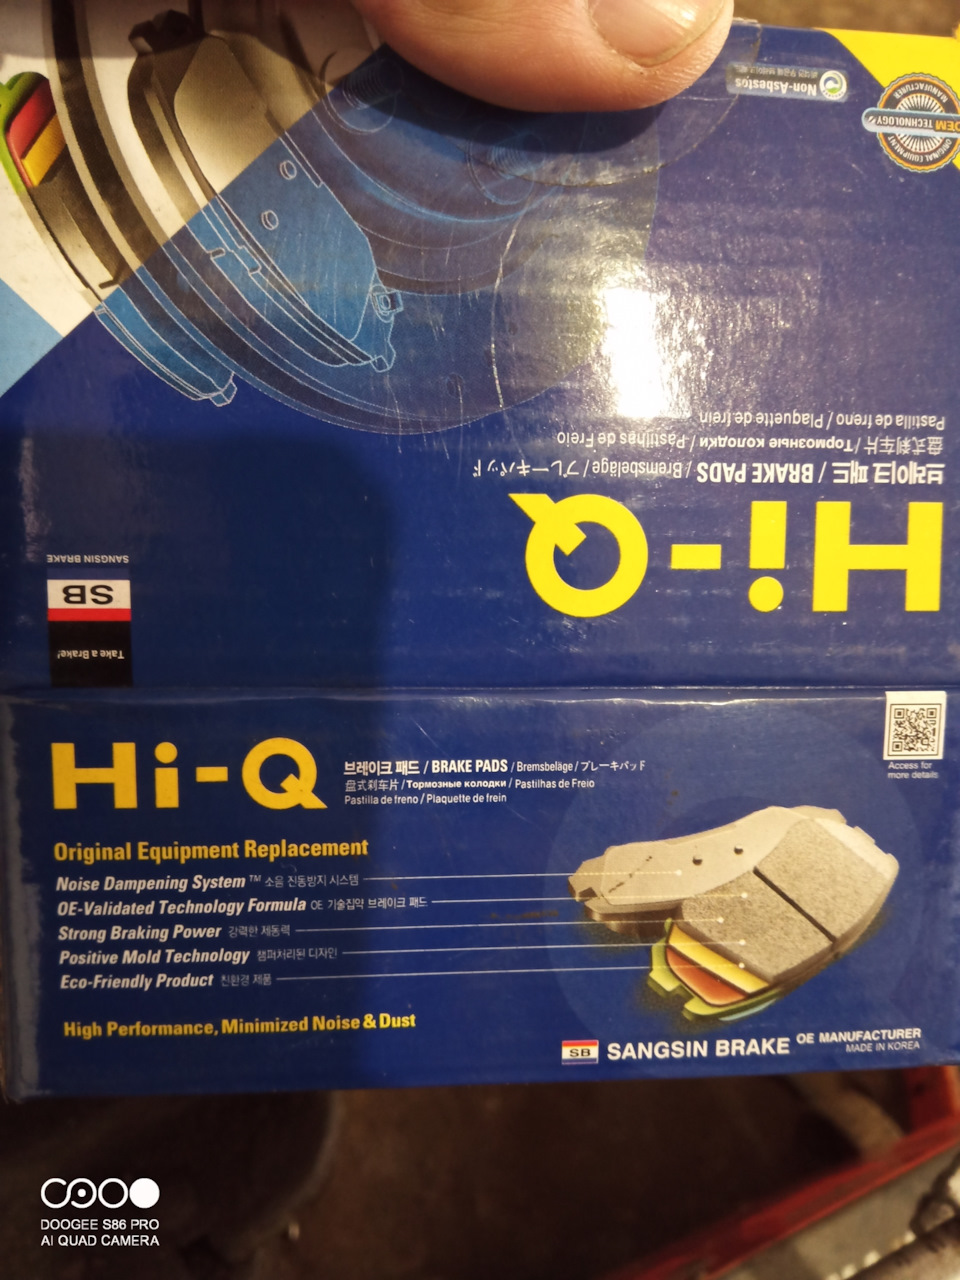 Non-Asbestos
MANUFACTURER
OEM TECHNOLOGY
ORIGINAL EQUIPMENT
Pastilla de freno / Plaquette de frein
盘式刹车片 / Тормозные колодки / Pastilhas de Freio
브레이크 패드 / BRAKE PADS / Bremsbeläge / ブレーキパッド
Hi-Q
SANGSIN BRAKE
SB
Take a Brake!
Hi-Q
브레이크 패드 / BRAKE PADS / Bremsbeläge / ブレーキパッド
盘式刹车片 / Тормозные колодки / Pastilhas de Freio
Pastilla de freno / Plaquette de frein
Access for
more details
Original Equipment Replacement
Noise Dampening System™ 소음 진동방지 시스템
OE-Validated Technology Formula OE 기술집약 브레이크 패드
Strong Braking Power 강력한 제동력
Positive Mold Technology 챔퍼처리된 디자인
Eco-Friendly Product 친환경 제품
High Performance, Minimized Noise & Dust
SB SANGSIN BRAKE OE MANUFACTURER
MADE IN KOREA
DOOGEE S86 PRO
AI QUAD CAMERA